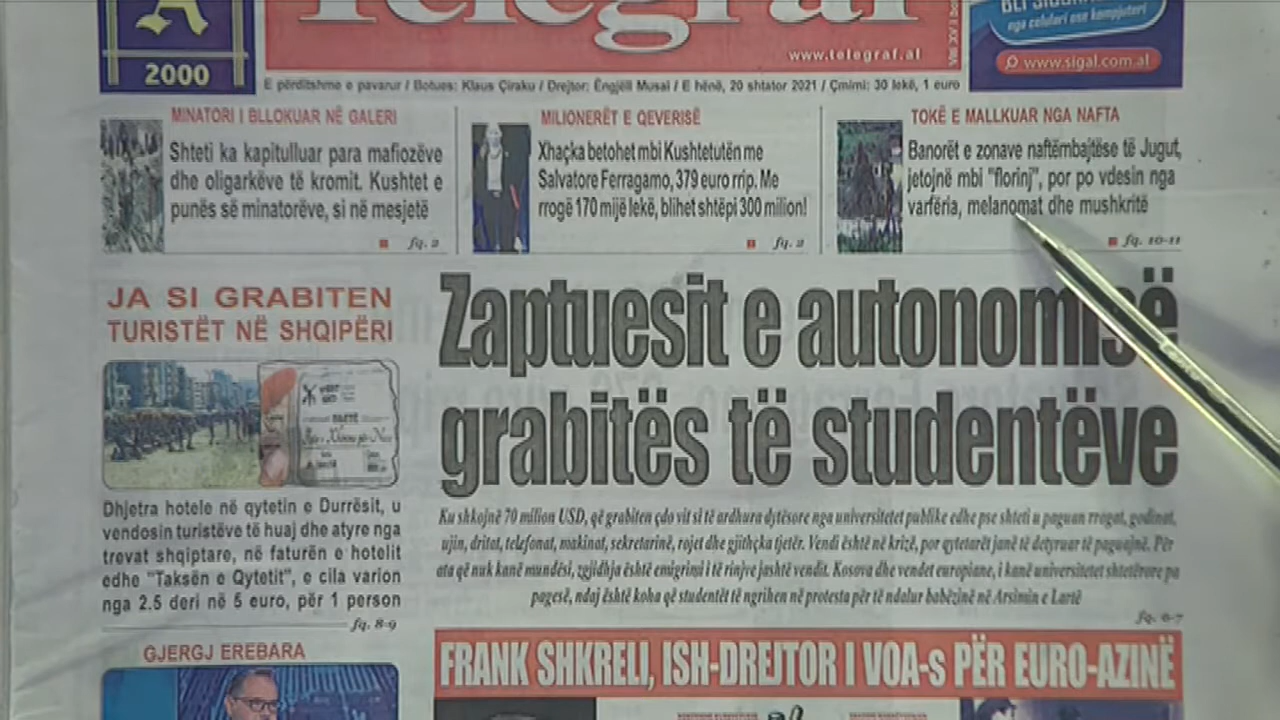 Telegraf
A
2000
www.telegraf.al
nga celulari ose kompjuteri
www.sigal.com.al
E përditshme e pavarur / Botues: Klaus Çiraku / Drejtor: Ëngjëll Musai / E hënë, 20 shtator 2021 / Çmimi: 30 lekë, 1 euro
MINATORI I BLLOKUAR NË GALERI
Shteti ka kapitulluar para mafiozëve
dhe oligarkëve të kromit. Kushtet e
punës së minatorëve, si në mesjetë
fq. 2
MILIONERËT E QEVERISË
Xhaçka betohet mbi Kushtetutën me
Salvatore Ferragamo, 379 euro rrip. Me
rrogë 170 mijë lekë, blihet shtëpi 300 milion!
fq. 2
TOKË E MALLKUAR NGA NAFTA
Banorët e zonave naftëmbajtëse të Jugut,
jetojnë mbi "florinj", por po vdesin nga
varfëria, melanomat dhe mushkritë
fq. 10-11
JA SI GRABITEN
TURISTËT NË SHQIPËRI
Dhjetra hotele në qytetin e Durrësit, u
vendosin turistëve të huaj dhe atyre nga
trevat shqiptare, në faturën e hotelit
edhe "Taksën e Qytetit", e cila varion
nga 2.5 deri në 5 euro, për 1 person
fq. 8-9
GJERGJ EREBARA
Zaptuesit e autonomisë
grabitës të studentëve
Ku shkojnë 70 milion USD, që grabiten çdo vit si të ardhura dytësore nga universitetet publike edhe pse shteti u paguan rrogat, godinat,
ujin, dritat, telefonat, makinat, sekretarinë, rojet dhe gjithçka tjetër. Vendi është në krizë, por qytetarët janë të detyruar të paguajnë. Për
ata që nuk kanë mundësi, zgjidhja është emigrimi i të rinjve jashtë vendit. Kosova dhe vendet europiane, i kanë universitetet shtetërore pa
pagesë, ndaj është koha që studentët të ngrihen në protesta për të ndalur babëzinë në Arsimin e Lartë
fq. 6-7
FRANK SHKRELI, ISH-DREJTOR I VOA-s PËR EURO-AZINË